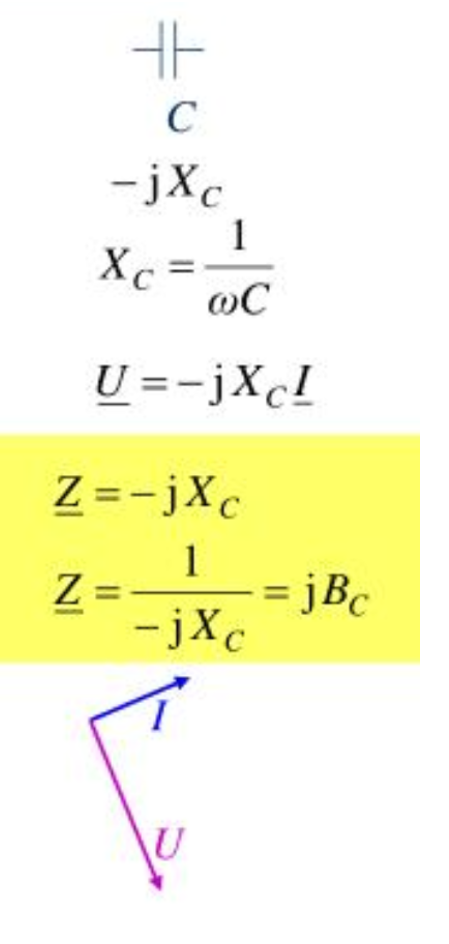 C
−jX_C
X_C = 1/ωC
U = −jX_C I
Z = −jX_C
Z = 1/−jX_C = jB_C
I
U